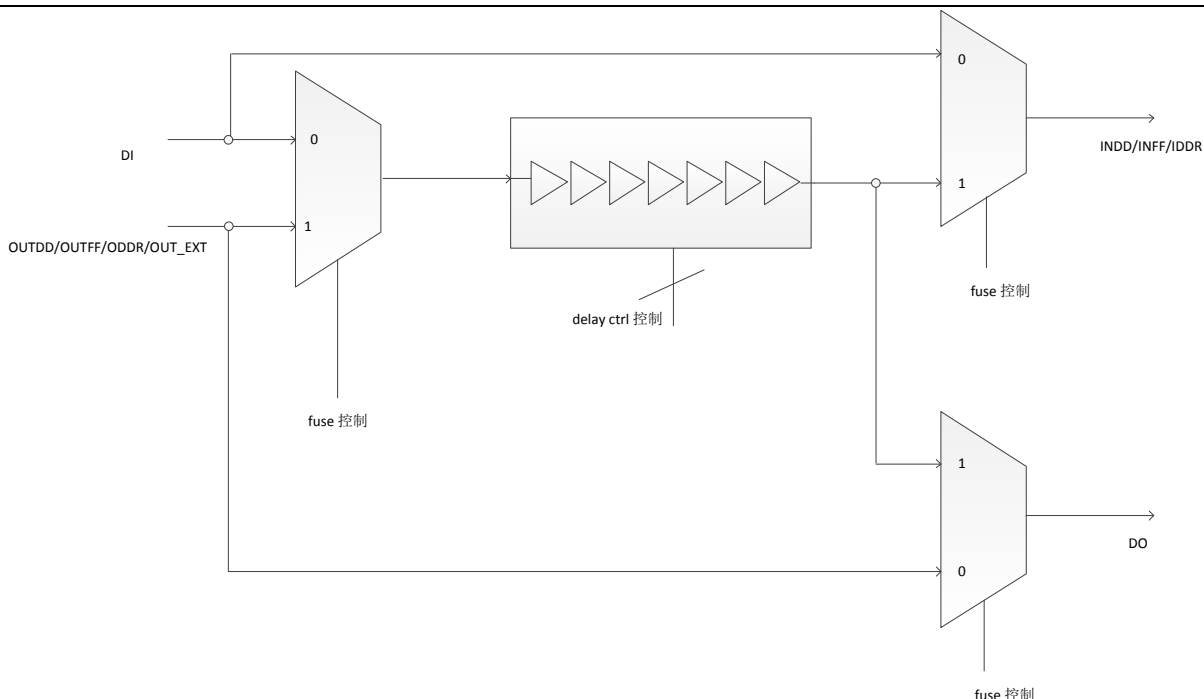 0
0
INDD/INFF/IDDR
DI
1
1
OUTDD/OUTFF/ODDR/OUT_EXT
fuse 控制
delay ctrl 控制
fuse 控制
1
DO
0
fuse 控制